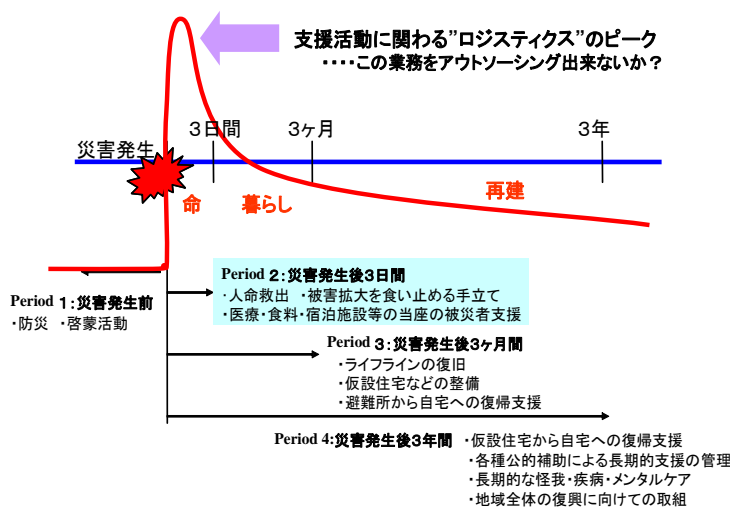 支援活動に関わる”ロジスティクス”のピーク
・・・・この業務をアウトソーシング出来ないか？
災害発生
3日間
3ヶ月
3年
命
暮らし
再建
Period 1：災害発生前
・防災 ・啓蒙活動
Period 2：災害発生後3日間
・人命救出 ・被害拡大を食い止める手立て
・医療・食料・宿泊施設等の当座の被災者支援
Period 3：災害発生後3ヶ月間
・ライフラインの復旧
・仮設住宅などの整備
・避難所から自宅への復帰支援
Period 4：災害発生後3年間
・仮設住宅から自宅への復帰支援
・各種公的補助による長期的支援の管理
・長期的な怪我・疾病・メンタルケア
・地域全体の復興に向けての取組